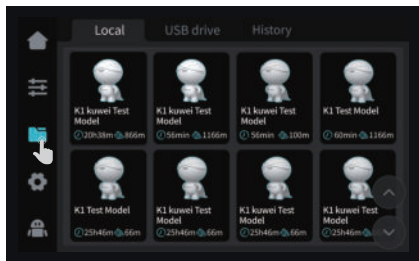 Local USB drive History
K1 kuwei Test
Model
20h38m 866m
K1 kuwei Test
Model
56min 1166m
K1 kuwei Test
Model
56min 100m
K1 Test Model
60min 1166m
K1 Test Model
25h46m 66m
K1 kuwei Test
Model
25h46m 66m
K1 kuwei Test
Model
25h46m 66m
K1 kuwei Test
Model
25h46m 66m